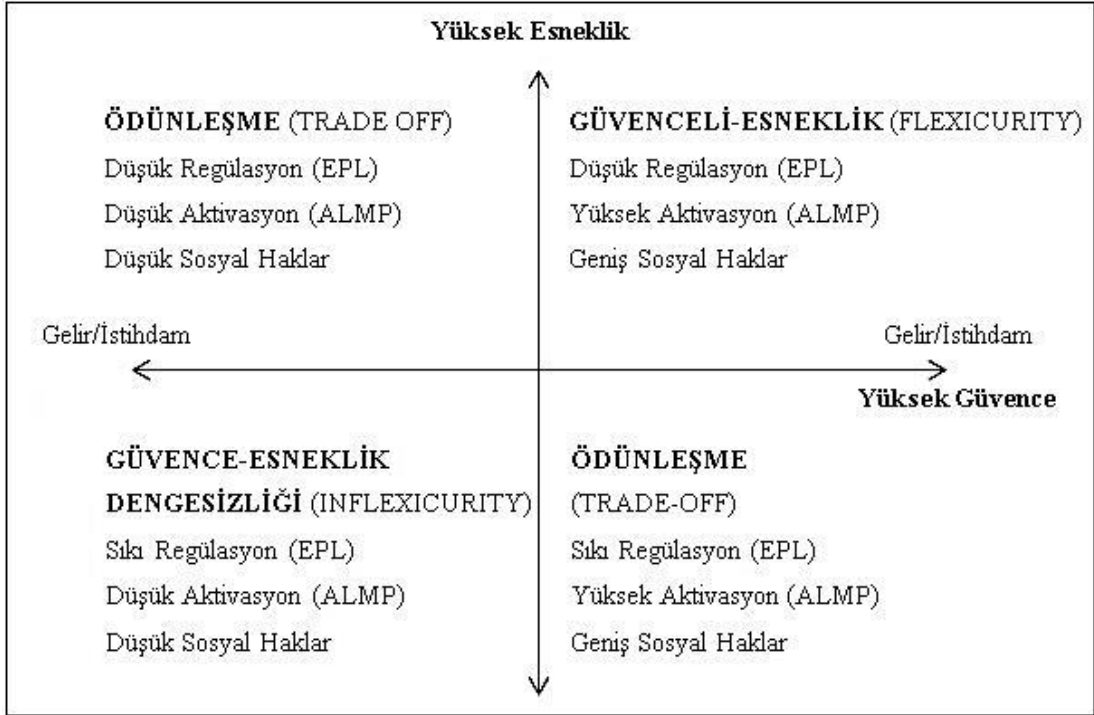 Yüksek Esneklik
ÖDÜNLEŞME (TRADE OFF)
Düşük Regülasyon (EPL)
Düşük Aktivasyon (ALMP)
Düşük Sosyal Haklar
GÜVENCELİ-ESNEKLİK (FLEXICURITY)
Düşük Regülasyon (EPL)
Yüksek Aktivasyon (ALMP)
Geniş Sosyal Haklar
Gelir/İstihdam
Gelir/İstihdam
Yüksek Güvence
GÜVENCE-ESNEKLİK
DENGESİZLİĞİ (INFLEXICURITY)
Sıkı Regülasyon (EPL)
Düşük Aktivasyon (ALMP)
Düşük Sosyal Haklar
ÖDÜNLEŞME
(TRADE-OFF)
Sıkı Regülasyon (EPL)
Yüksek Aktivasyon (ALMP)
Geniş Sosyal Haklar